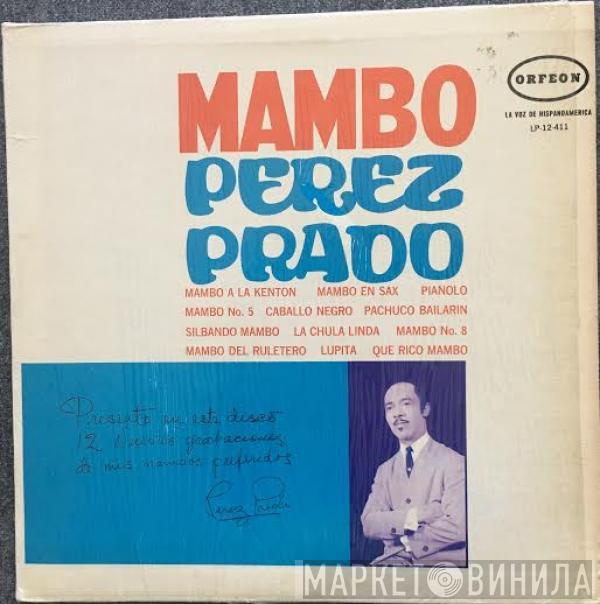 ORFEON
LA VOZ DE HISPANOAMERICA
LP-12-411
MAMBO
PEREZ
PRADO
MAMBO A LA KENTON MAMBO EN SAX PIANOLO
MAMBO No. 5 CABALLO NEGRO PACHUCO BAILARIN
SILBANDO MAMBO LA CHULA LINDA MAMBO No. 8
MAMBO DEL RULETERO LUPITA QUE RICO MAMBO
Presento en este disco
12 nuevas grabaciones
de mis mambos preferidos
Perez Prado
МАРКЕТОВИНИЛА